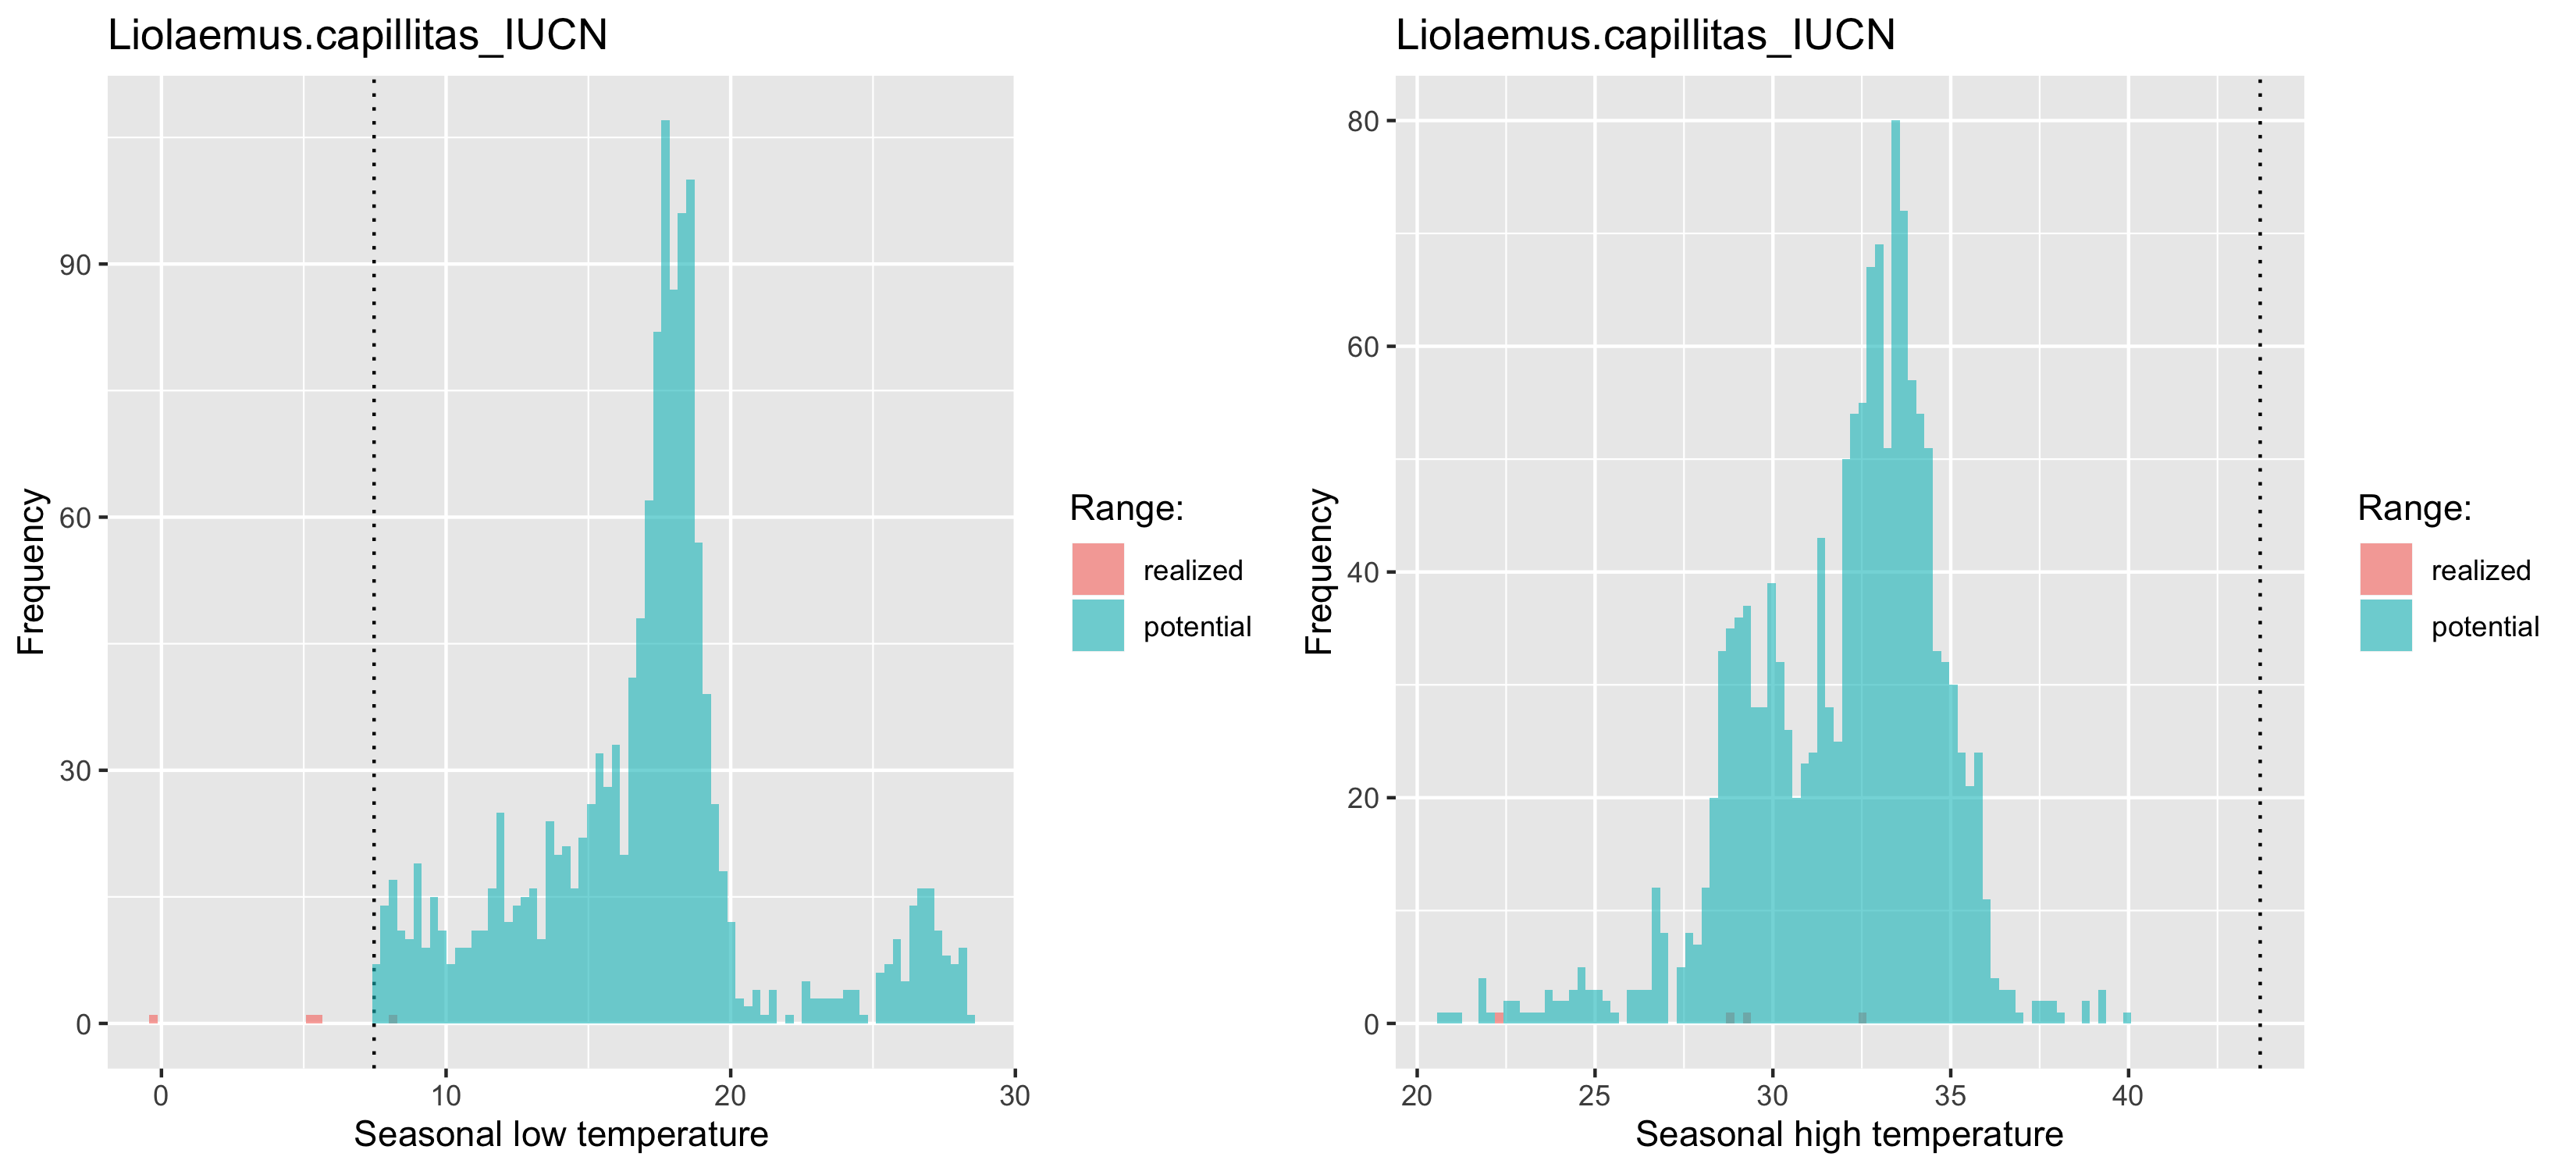 Liolaemus.capillitas_IUCN
Frequency
90
60
30
0
0 10 20 30
Seasonal low temperature
Range:
realized
potential
Liolaemus.capillitas_IUCN
Frequency
80
60
40
20
0
20 25 30 35 40
Seasonal high temperature
Range:
realized
potential